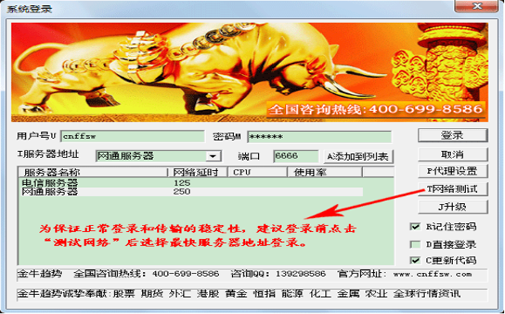 系统登录
全国咨询热线:400-699-8586
用户号U cnffsw 密码M ****** 登录
I服务器地址 网通服务器 端口 6666 A添加到列表 取消
服务器名称 网络延时 CPU 使用率 P代理设置
电信服务器 125 T网络测试
网通服务器 250
J升级
为保证正常登录和传输的稳定性，建议登录前点击 R记住密码
“测试网络”后选择最快服务器地址登录。 D直接登录
C更新代码
金牛趋势 全国咨询热线：400-699-8586 咨询QQ：139298586 官方网址: www.cnffsw.com
金牛趋势诚挚奉献:股票 期货 外汇 港股 黄金 恒指 能源 化工 金属 农业 全球行情资讯